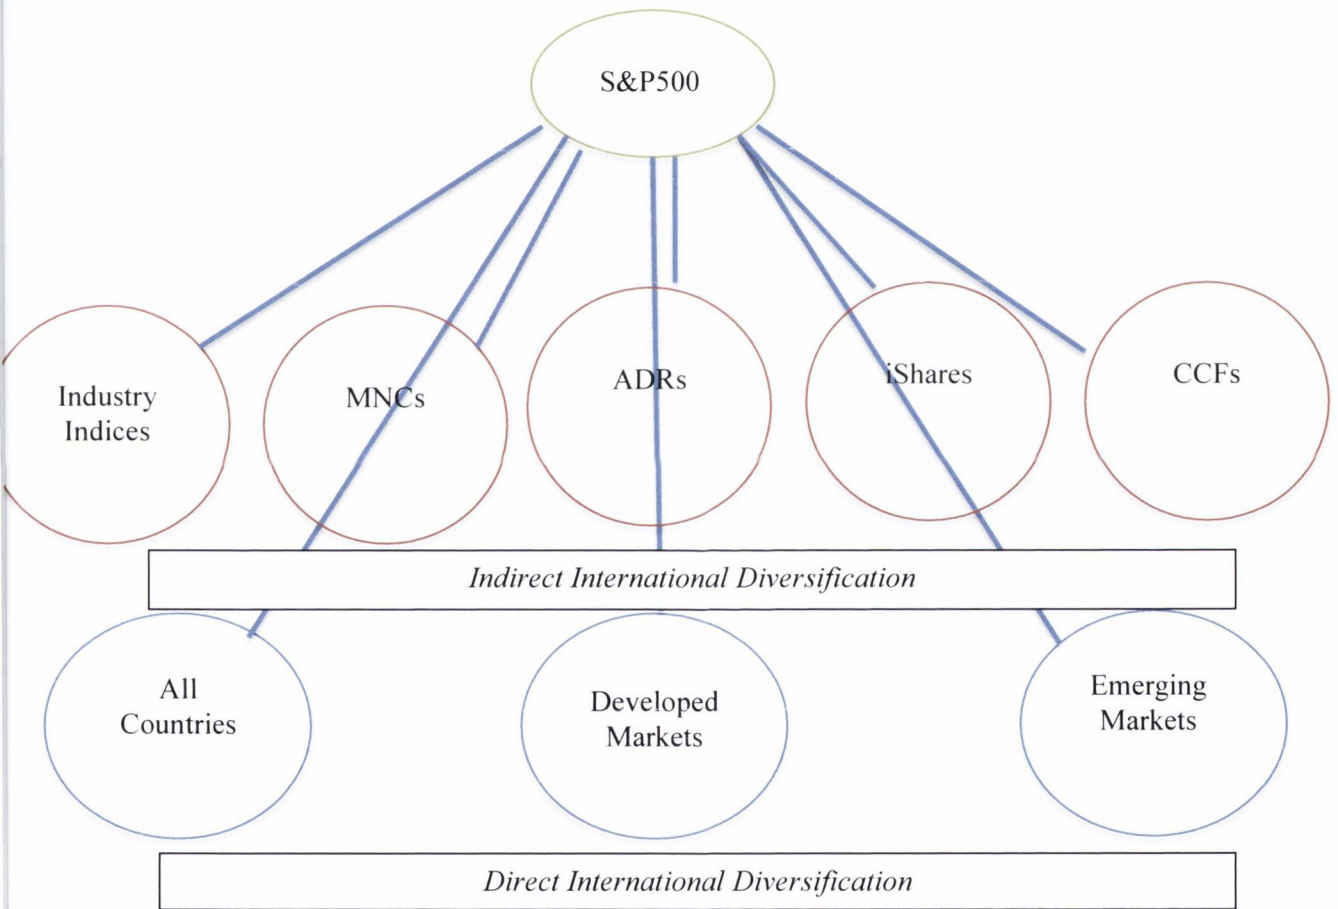 S&P500
Industry
Indices
MNCs
ADRs
iShares
CCFs
Indirect International Diversification
All
Countries
Developed
Markets
Emerging
Markets
Direct International Diversification